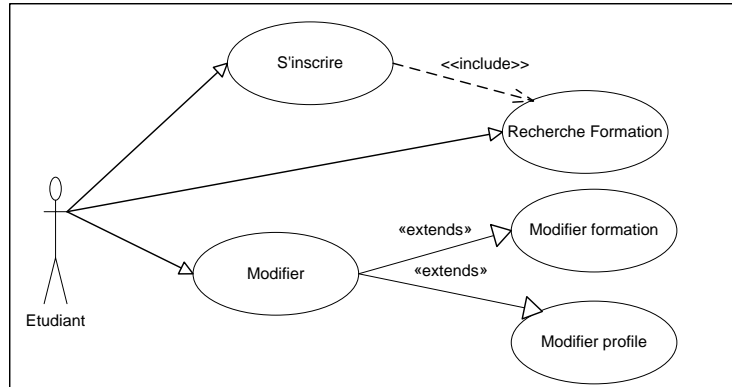 S'inscrire
<<include>>
Recherche Formation
«extends»
Modifier formation
«extends»
Modifier
Etudiant
Modifier profile